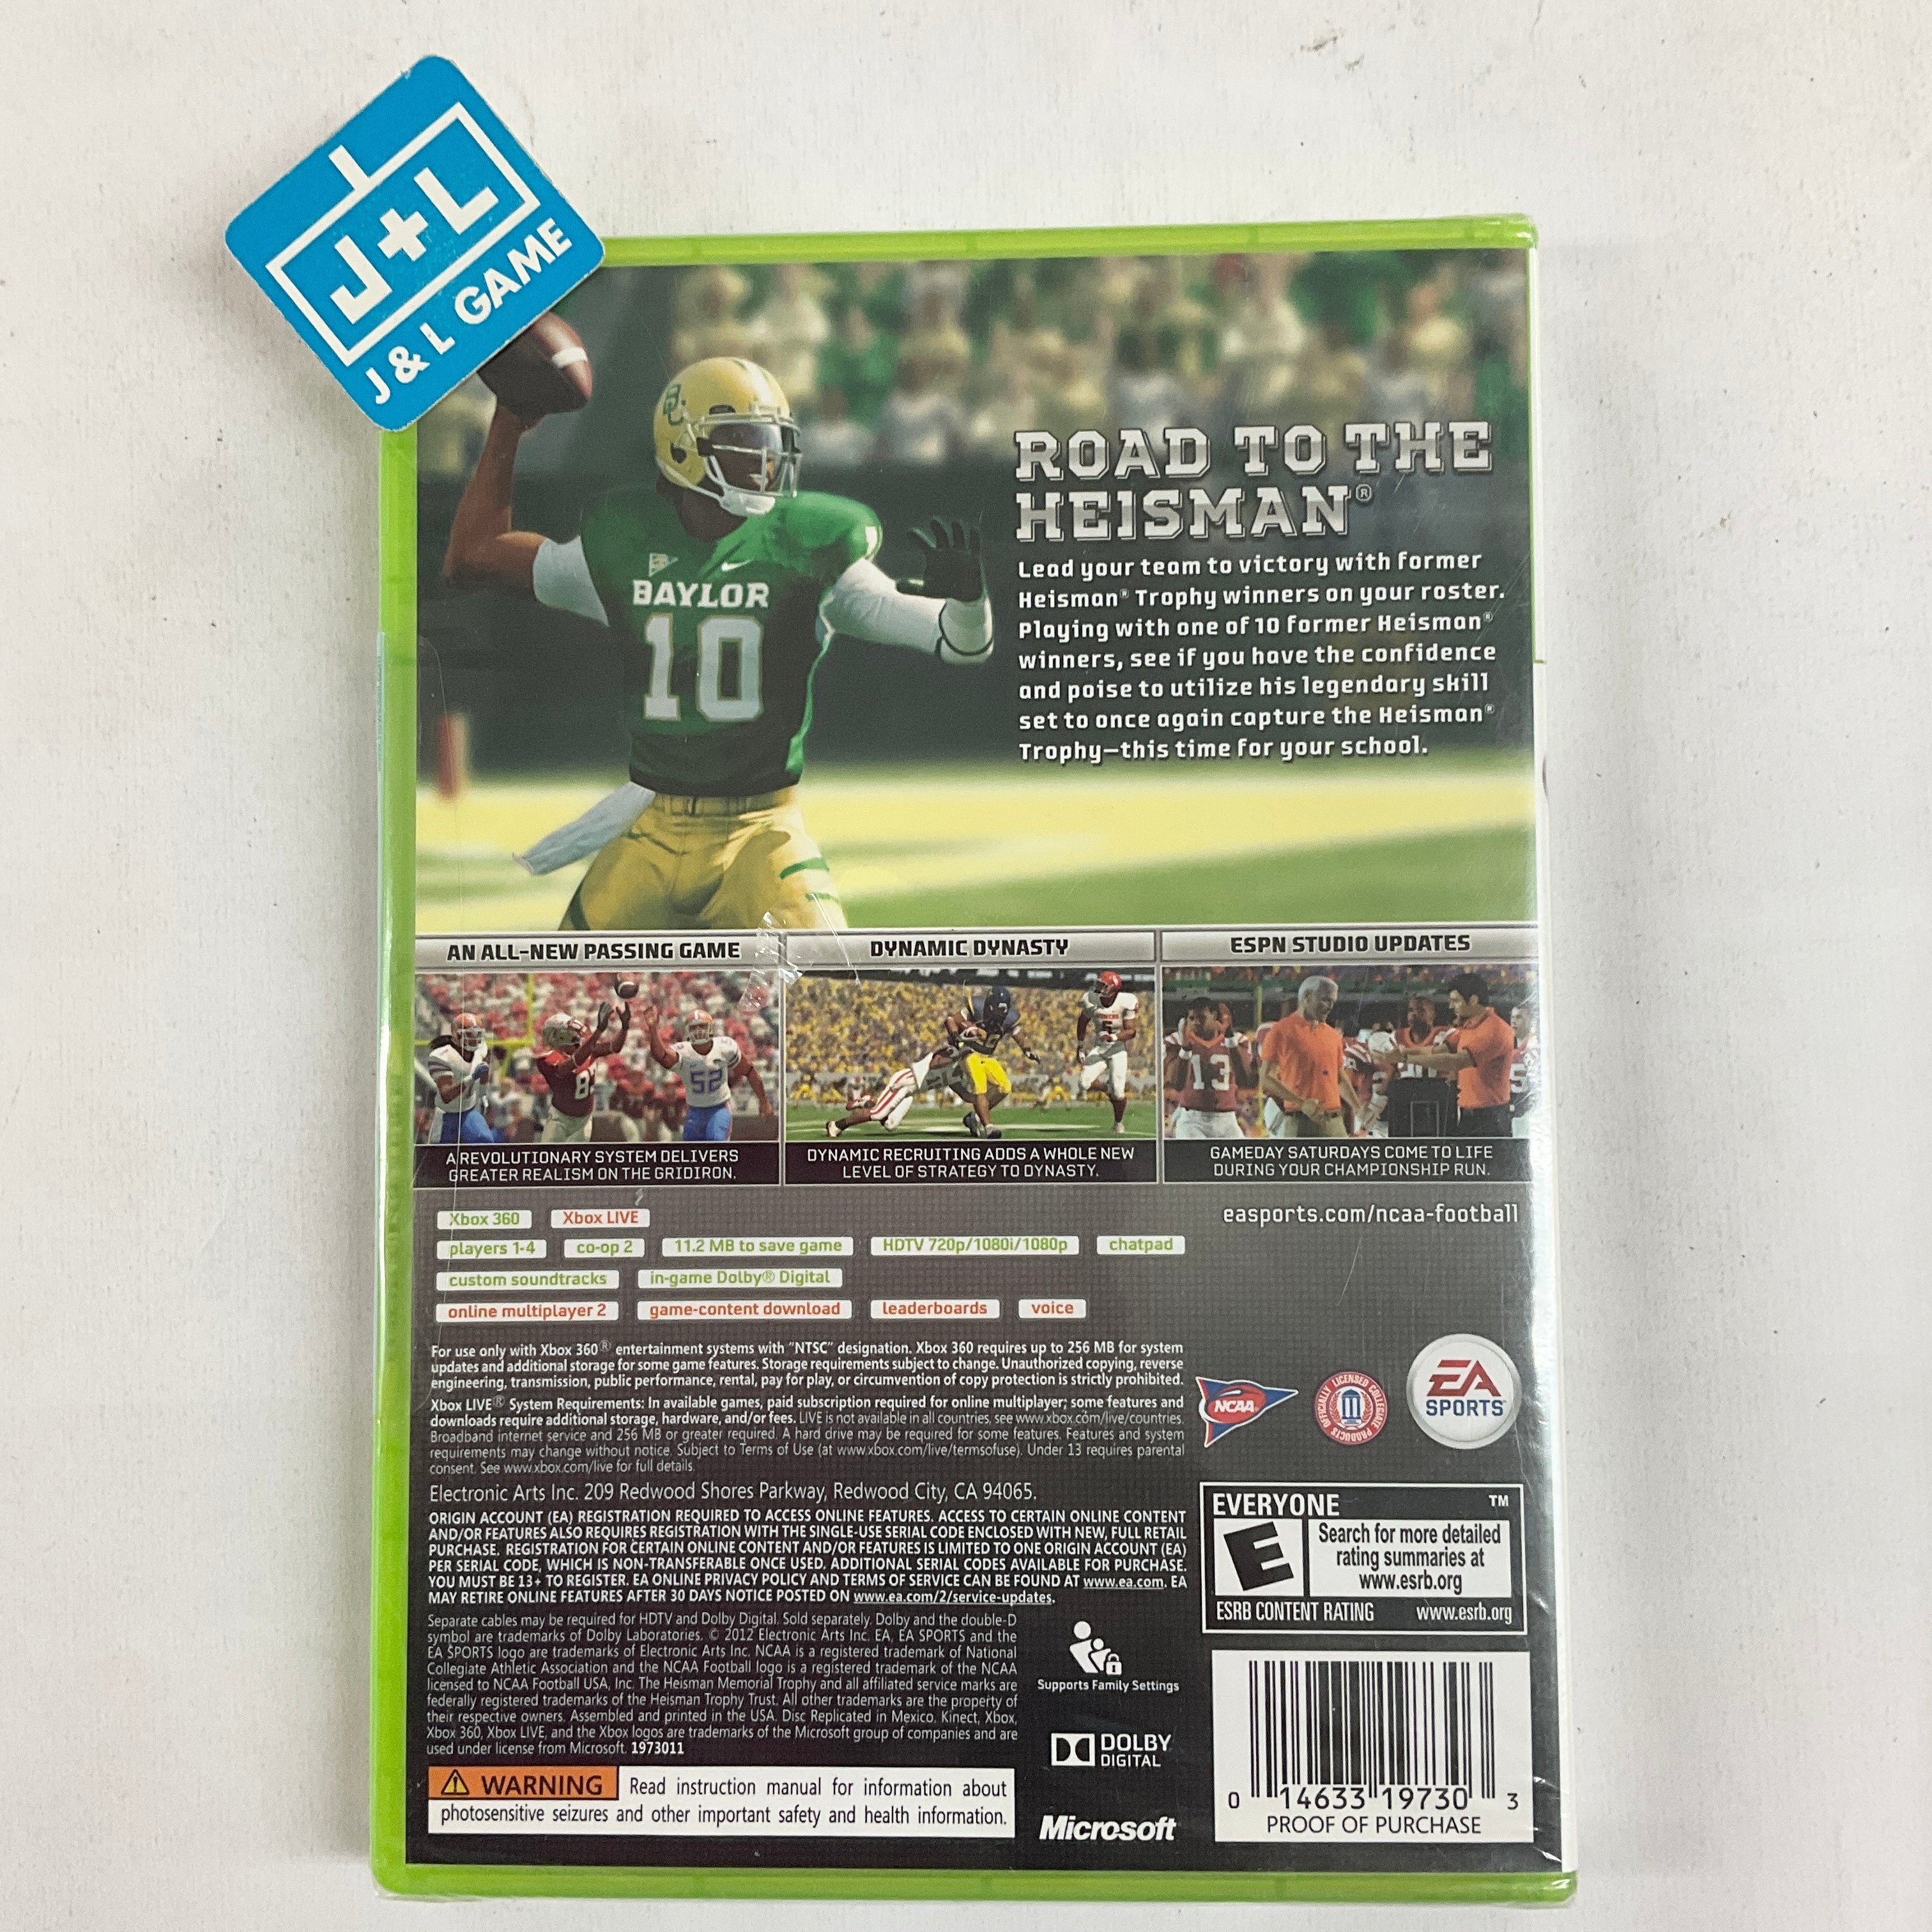 J+L
J & L GAME
BAYLOR
10
ROAD TO THE
HEISMAN®
Lead your team to victory with former
Heisman® Trophy winners on your roster.
Playing with one of 10 former Heisman®
winners, see if you have the confidence
and poise to utilize his legendary skill
set to once again capture the Heisman®
Trophy—this time for your school.
AN ALL-NEW PASSING GAME
52
A REVOLUTIONARY SYSTEM DELIVERS
GREATER REALISM ON THE GRIDIRON.
DYNAMIC DYNASTY
DYNAMIC RECRUITING ADDS A WHOLE NEW
LEVEL OF STRATEGY TO DYNASTY.
ESPN STUDIO UPDATES
13
GAMEDAY SATURDAYS COME TO LIFE
DURING YOUR CHAMPIONSHIP RUN.
easports.com/ncaa-football
Xbox 360 Xbox LIVE
players 1-4 co-op 2 11.2 MB to save game HDTV 720p/1080i/1080p chatpad
custom soundtracks in-game Dolby® Digital
online multiplayer 2 game-content download leaderboards voice
For use only with Xbox 360® entertainment systems with "NTSC" designation. Xbox 360 requires up to 256 MB for system
updates and additional storage for some game features. Storage requirements subject to change. Unauthorized copying, reverse
engineering, transmission, public performance, rental, pay for play, or circumvention of copy protection is strictly prohibited.
Xbox LIVE® System Requirements: In available games, paid subscription required for online multiplayer; some features and
downloads require additional storage, hardware, and/or fees. LIVE is not available in all countries, see www.xbox.com/live/countries.
Broadband internet service and 256 MB or greater required. A hard drive may be required for some features. Features and system
requirements may change without notice. Subject to Terms of Use (at www.xbox.com/live/termsofuse). Under 13 requires parental
consent. See www.xbox.com/live for full details.
Electronic Arts Inc. 209 Redwood Shores Parkway, Redwood City, CA 94065.
ORIGIN ACCOUNT (EA) REGISTRATION REQUIRED TO ACCESS ONLINE FEATURES. ACCESS TO CERTAIN ONLINE CONTENT
AND/OR FEATURES ALSO REQUIRES REGISTRATION WITH THE SINGLE-USE SERIAL CODE ENCLOSED WITH NEW, FULL RETAIL
PURCHASE. REGISTRATION FOR CERTAIN ONLINE CONTENT AND/OR FEATURES IS LIMITED TO ONE ORIGIN ACCOUNT (EA)
PER SERIAL CODE, WHICH IS NON-TRANSFERABLE ONCE USED. ADDITIONAL SERIAL CODES AVAILABLE FOR PURCHASE.
YOU MUST BE 13+ TO REGISTER. EA ONLINE PRIVACY POLICY AND TERMS OF SERVICE CAN BE FOUND AT www.ea.com. EA
MAY RETIRE ONLINE FEATURES AFTER 30 DAYS NOTICE POSTED ON www.ea.com/2/service-updates.
Separate cables may be required for HDTV and Dolby Digital. Sold separately. Dolby and the double-D
symbol are trademarks of Dolby Laboratories. © 2012 Electronic Arts Inc. EA, EA SPORTS and the
EA SPORTS logo are trademarks of Electronic Arts Inc. NCAA is a registered trademark of National
Collegiate Athletic Association and the NCAA Football logo is a registered trademark of the NCAA
licensed to NCAA Football USA, Inc. The Heisman Memorial Trophy and all affiliated service marks are
federally registered trademarks of the Heisman Trophy Trust. All other trademarks are the property of
their respective owners. Assembled and printed in the USA. Disc Replicated in Mexico. Kinect, Xbox,
Xbox 360, Xbox LIVE, and the Xbox logos are trademarks of the Microsoft group of companies and are
used under license from Microsoft. 1973011
WARNING Read instruction manual for information about
photosensitive seizures and other important safety and health information.
NCAA
OFFICIALLY LICENSED COLLEGIATE PRODUCTS
EA
SPORTS
EVERYONE ™
E
Search for more detailed
rating summaries at
www.esrb.org
ESRB CONTENT RATING www.esrb.org
Supports Family Settings
DOLBY
DIGITAL
Microsoft
0 14633 19730 3
PROOF OF PURCHASE